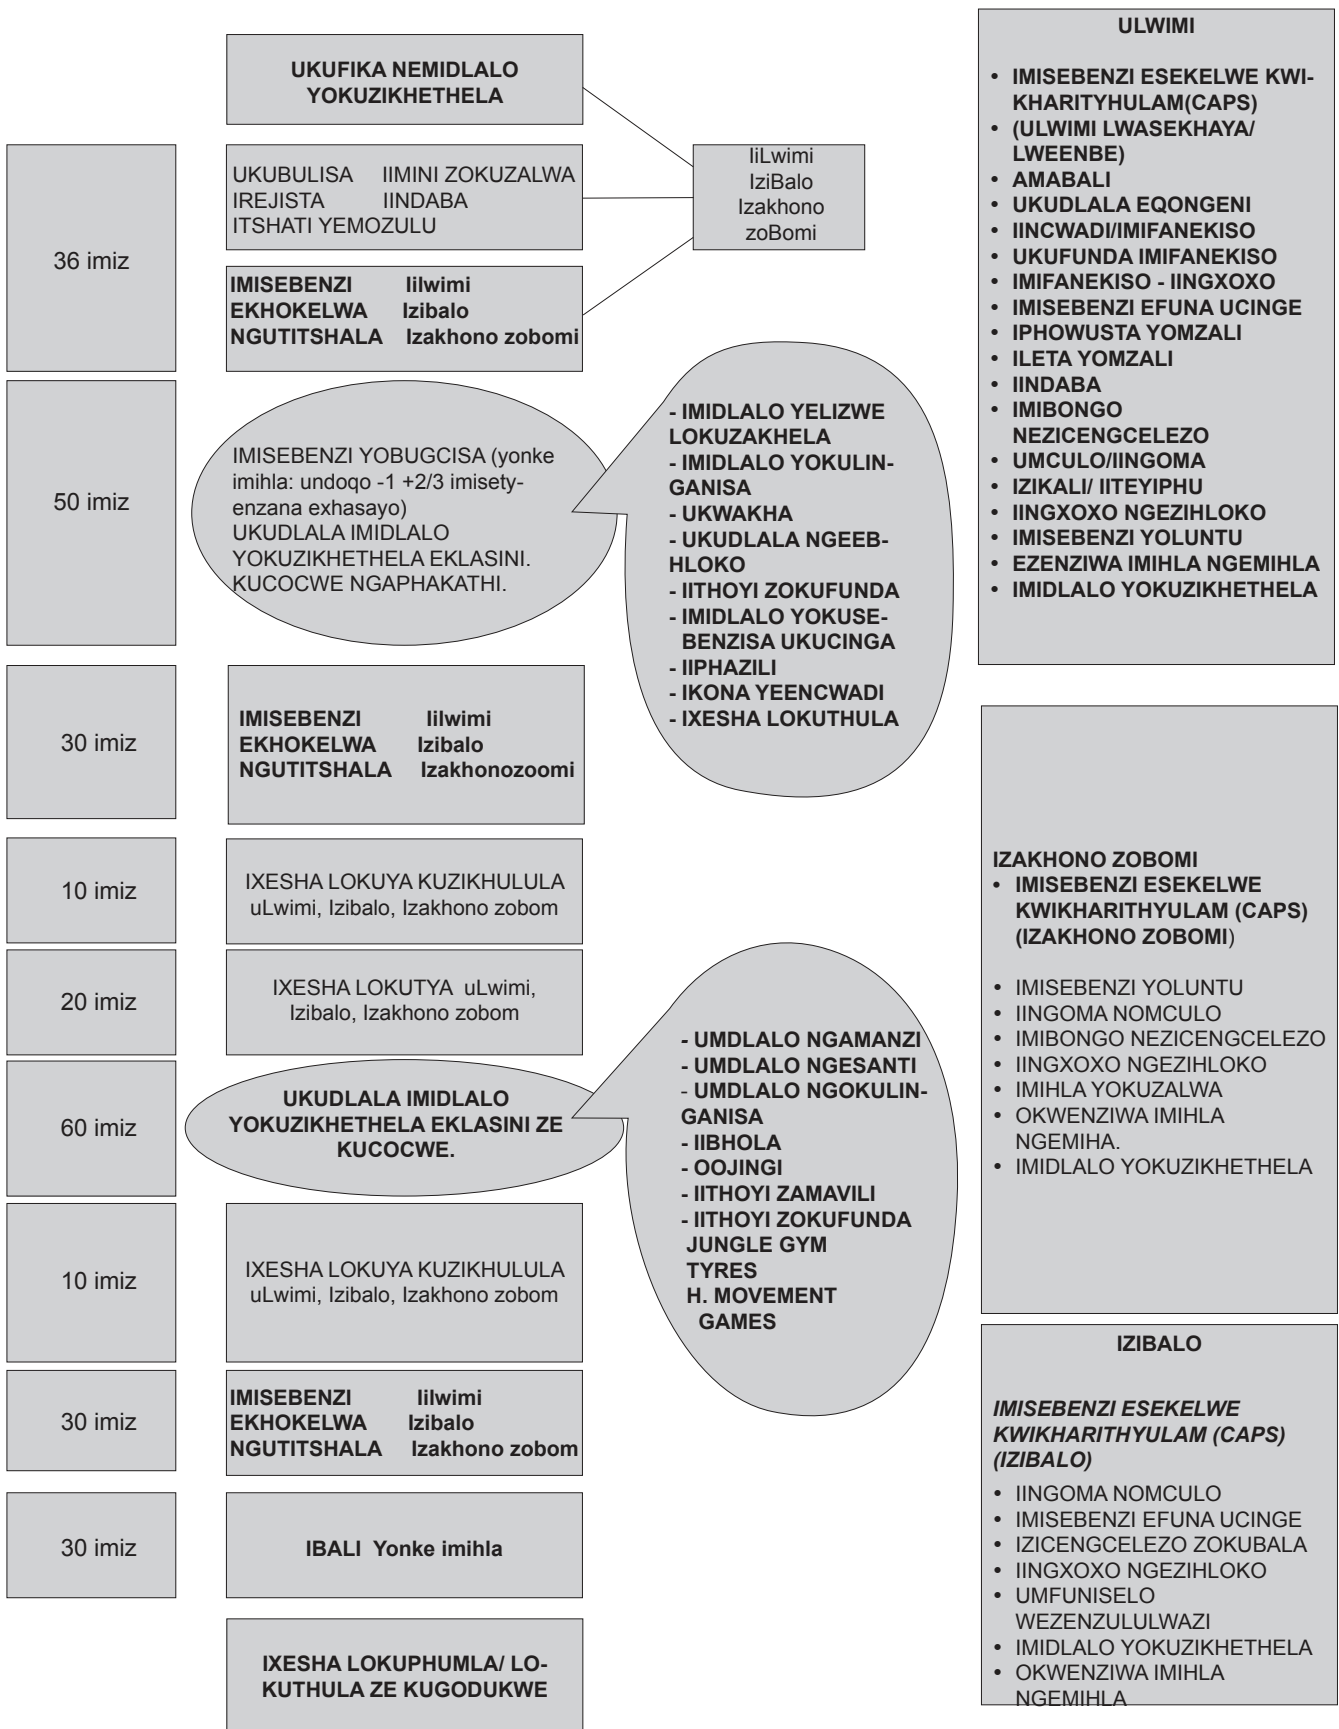 UKUFIKA NEMIDLALO
YOKUZIKHETHELA
36 imiz
UKUBULISA IIMINI ZOKUZALWA
IREJISTA IINDABA
ITSHATI YEMOZULU
IiLwimi
IziBalo
Izakhono
zoBomi
IMISEBENZI Iilwimi
EKHOKELWA Izibalo
NGUTITSHALA Izakhono zobomi
50 imiz
IMISEBENZI YOBUGCISA (yonke
imihla: undoqo -1 +2/3 imisety-
enzana exhasayo)
UKUDLALA IMIDLALO
YOKUZIKHETHELA EKLASINI.
KUCOCWE NGAPHAKATHI.
- IMIDLALO YELIZWE
LOKUZAKHELA
- IMIDLALO YOKULIN-
GANISA
- UKWAKHA
- UKUDLALA NGEEB-
HLOKO
- IITHOYI ZOKUFUNDA
- IMIDLALO YOKUSE-
BENZISA UKUCINGA
- IIPHAZILI
- IKONA YEENCWADI
- IXESHA LOKUTHULA
30 imiz
IMISEBENZI Iilwimi
EKHOKELWA Izibalo
NGUTITSHALA Izakhonozoomi
10 imiz
IXESHA LOKUYA KUZIKHULULA
uLwimi, Izibalo, Izakhono zobom
20 imiz
IXESHA LOKUTYA uLwimi,
Izibalo, Izakhono zobom
60 imiz
UKUDLALA IMIDLALO
YOKUZIKHETHELA EKLASINI ZE
KUCOCWE.
- UMDLALO NGAMANZI
- UMDLALO NGESANTI
- UMDLALO NGOKULIN-
GANISA
- IIBHOLA
- OOJINGI
- IITHOYI ZAMAVILI
- IITHOYI ZOKUFUNDA
JUNGLE GYM
TYRES
H. MOVEMENT
GAMES
10 imiz
IXESHA LOKUYA KUZIKHULULA
uLwimi, Izibalo, Izakhono zobom
30 imiz
IMISEBENZI Iilwimi
EKHOKELWA Izibalo
NGUTITSHALA Izakhono zobom
30 imiz
IBALI Yonke imihla
IXESHA LOKUPHUMLA/ LO-
KUTHULA ZE KUGODUKWE
ULWIMI
• IMISEBENZI ESEKELWE KWI-
KHARITYHULAM(CAPS)
• (ULWIMI LWASEKHAYA/
LWEENBE)
• AMABALI
• UKUDLALA EQONGENI
• IINCWADI/IMIFANEKISO
• UKUFUNDA IMIFANEKISO
• IMIFANEKISO - IINGXOXO
• IMISEBENZI EFUNA UCINGE
• IPHOWUSTA YOMZALI
• ILETA YOMZALI
• IINDABA
• IMIBONGO
NEZICENGCELEZO
• UMCULO/IINGOMA
• IZIKALI/ IITEYIPHU
• IINGXOXO NGEZIHLOKO
• IMISEBENZI YOLUNTU
• EZENZIWA IMIHLA NGEMIHLA
• IMIDLALO YOKUZIKHETHELA
IZAKHONO ZOBOMI
• IMISEBENZI ESEKELWE
KWIKHARITHYULAM (CAPS)
(IZAKHONO ZOBOMI)
• IMISEBENZI YOLUNTU
• IINGOMA NOMCULO
• IMIBONGO NEZICENGCELEZO
• IINGXOXO NGEZIHLOKO
• IMIHLA YOKUZALWA
• OKWENZIWA IMIHLA
NGEMIHA.
• IMIDLALO YOKUZIKHETHELA
IZIBALO
IMISEBENZI ESEKELWE
KWIKHARITHYULAM (CAPS)
(IZIBALO)
• IINGOMA NOMCULO
• IMISEBENZI EFUNA UCINGE
• IZICENGCELEZO ZOKUBALA
• IINGXOXO NGEZIHLOKO
• UMFUNISELO
WEZENZULULWAZI
• IMIDLALO YOKUZIKHETHELA
• OKWENZIWA IMIHLA
NGEMIHLA